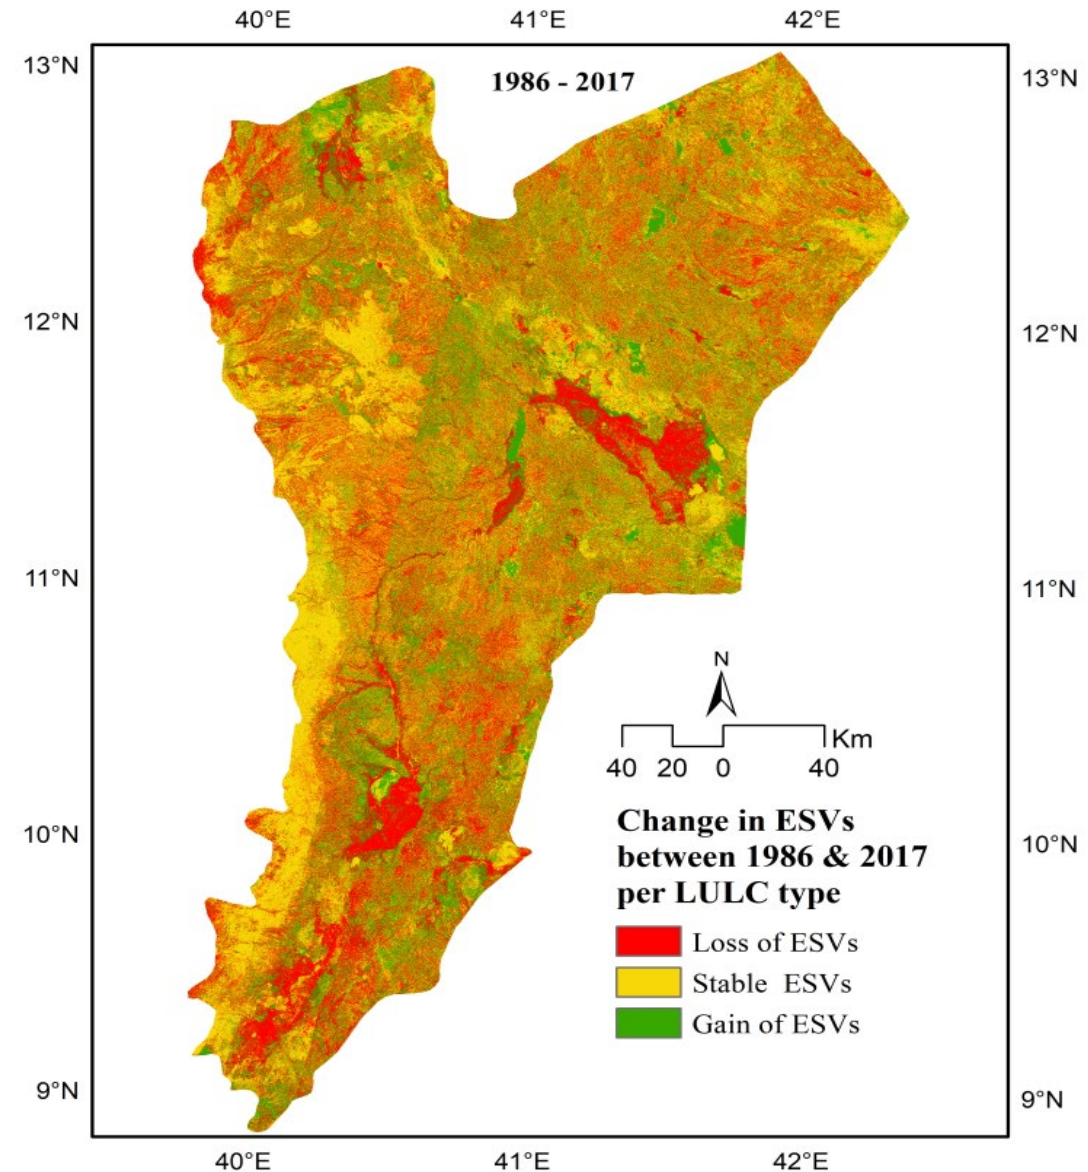 40°E 41°E 42°E
13°N 1986 - 2017 13°N
12°N 12°N
11°N 11°N
N
Km
40 20 0 40
Change in ESVs
between 1986 & 2017
per LULC type
10°N 10°N
Loss of ESVs
Stable ESVs
Gain of ESVs
9°N 9°N
40°E 41°E 42°E